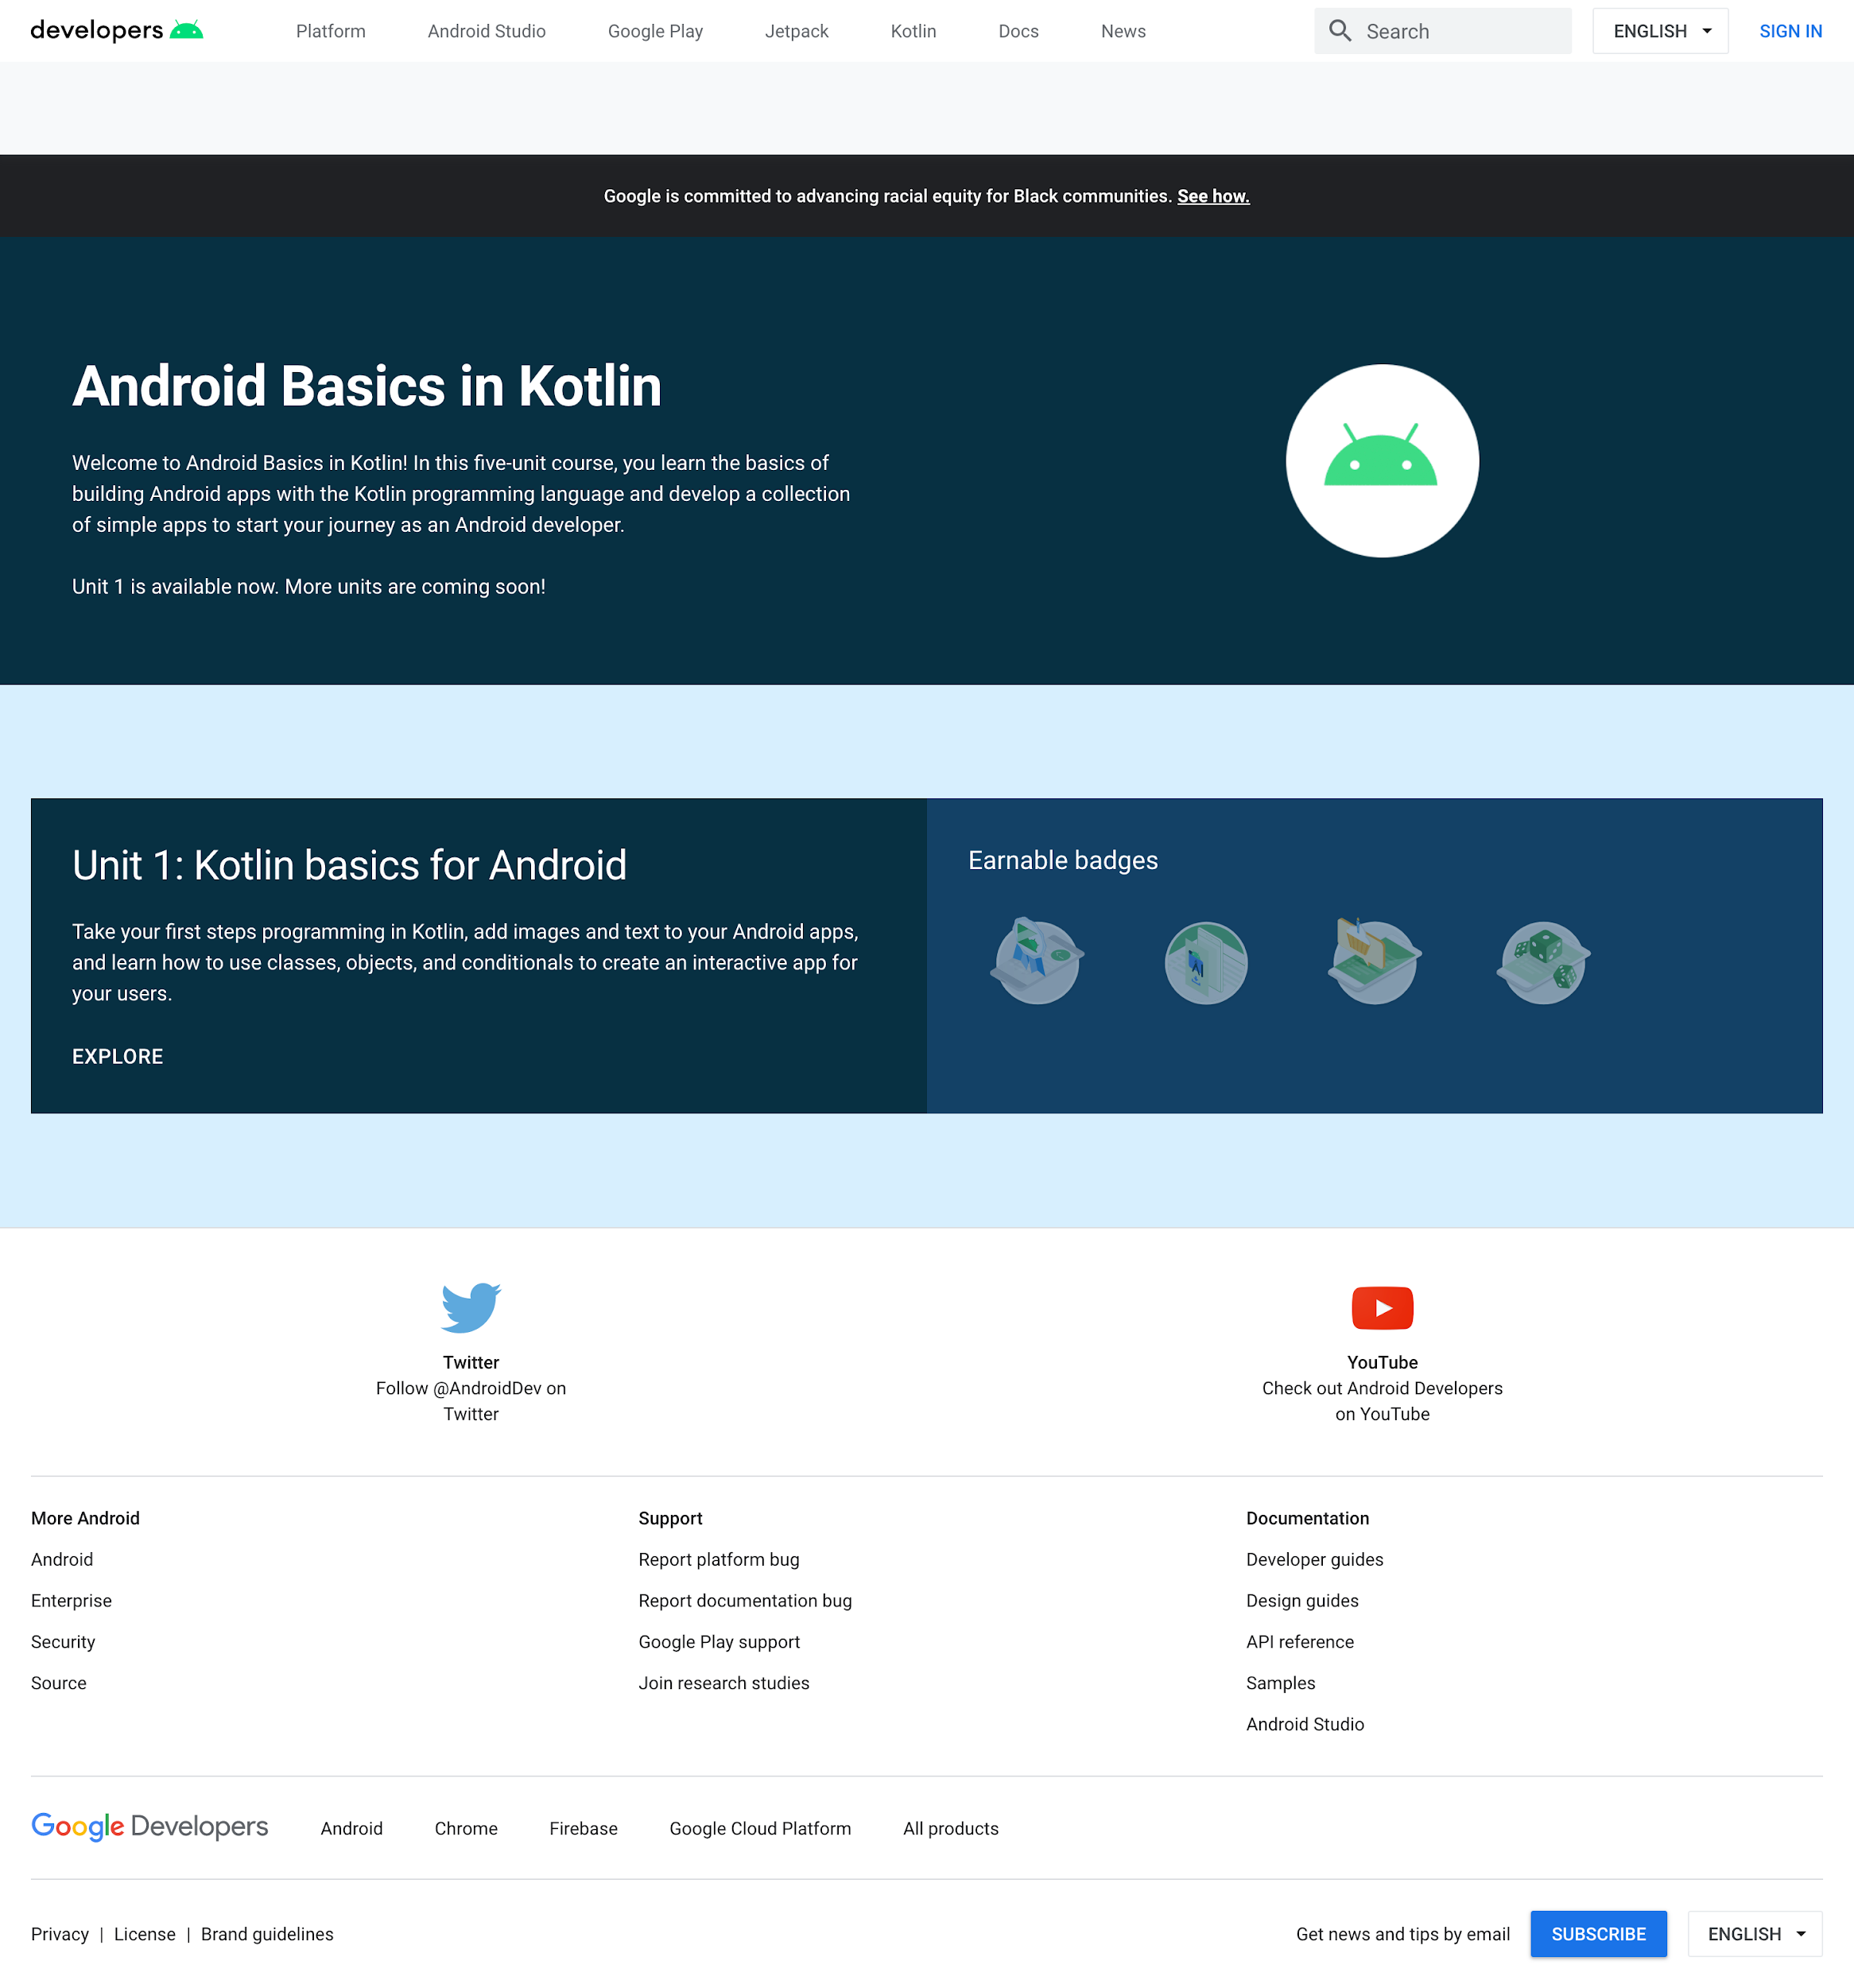 developers
Platform
Android Studio
Google Play
Jetpack
Kotlin
Docs
News
Search
ENGLISH
SIGN IN
Google is committed to advancing racial equity for Black communities. See how.
Android Basics in Kotlin
Welcome to Android Basics in Kotlin! In this five-unit course, you learn the basics of
building Android apps with the Kotlin programming language and develop a collection
of simple apps to start your journey as an Android developer.
Unit 1 is available now. More units are coming soon!
Unit 1: Kotlin basics for Android
Take your first steps programming in Kotlin, add images and text to your Android apps,
and learn how to use classes, objects, and conditionals to create an interactive app for
your users.
EXPLORE
Earnable badges
Twitter
Follow @AndroidDev on
Twitter
YouTube
Check out Android Developers
on YouTube
More Android
Android
Enterprise
Security
Source
Support
Report platform bug
Report documentation bug
Google Play support
Join research studies
Documentation
Developer guides
Design guides
API reference
Samples
Android Studio
Google Developers
Android
Chrome
Firebase
Google Cloud Platform
All products
Privacy | License | Brand guidelines
Get news and tips by email
SUBSCRIBE
ENGLISH